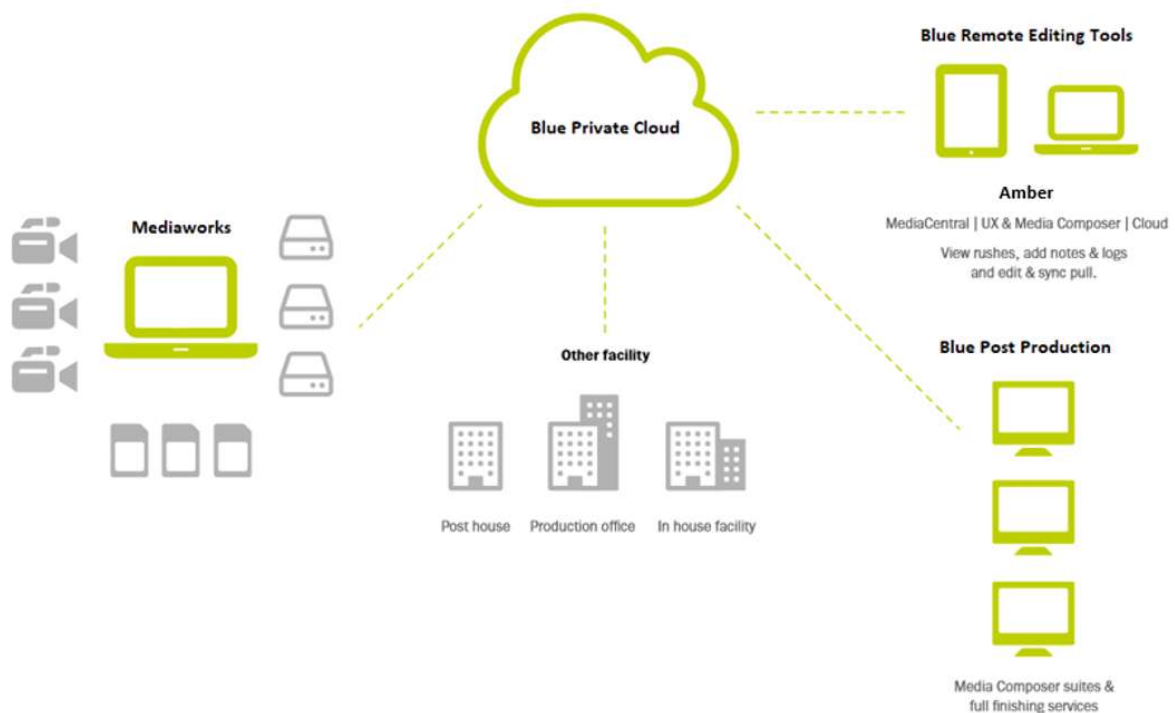 Blue Private Cloud
Blue Remote Editing Tools
Amber
MediaCentral | UX & Media Composer | Cloud
View rushes, add notes & logs
and edit & sync pull.
Mediaworks
Other facility
Post house
Production office
In house facility
Blue Post Production
Media Composer suites &
full finishing services